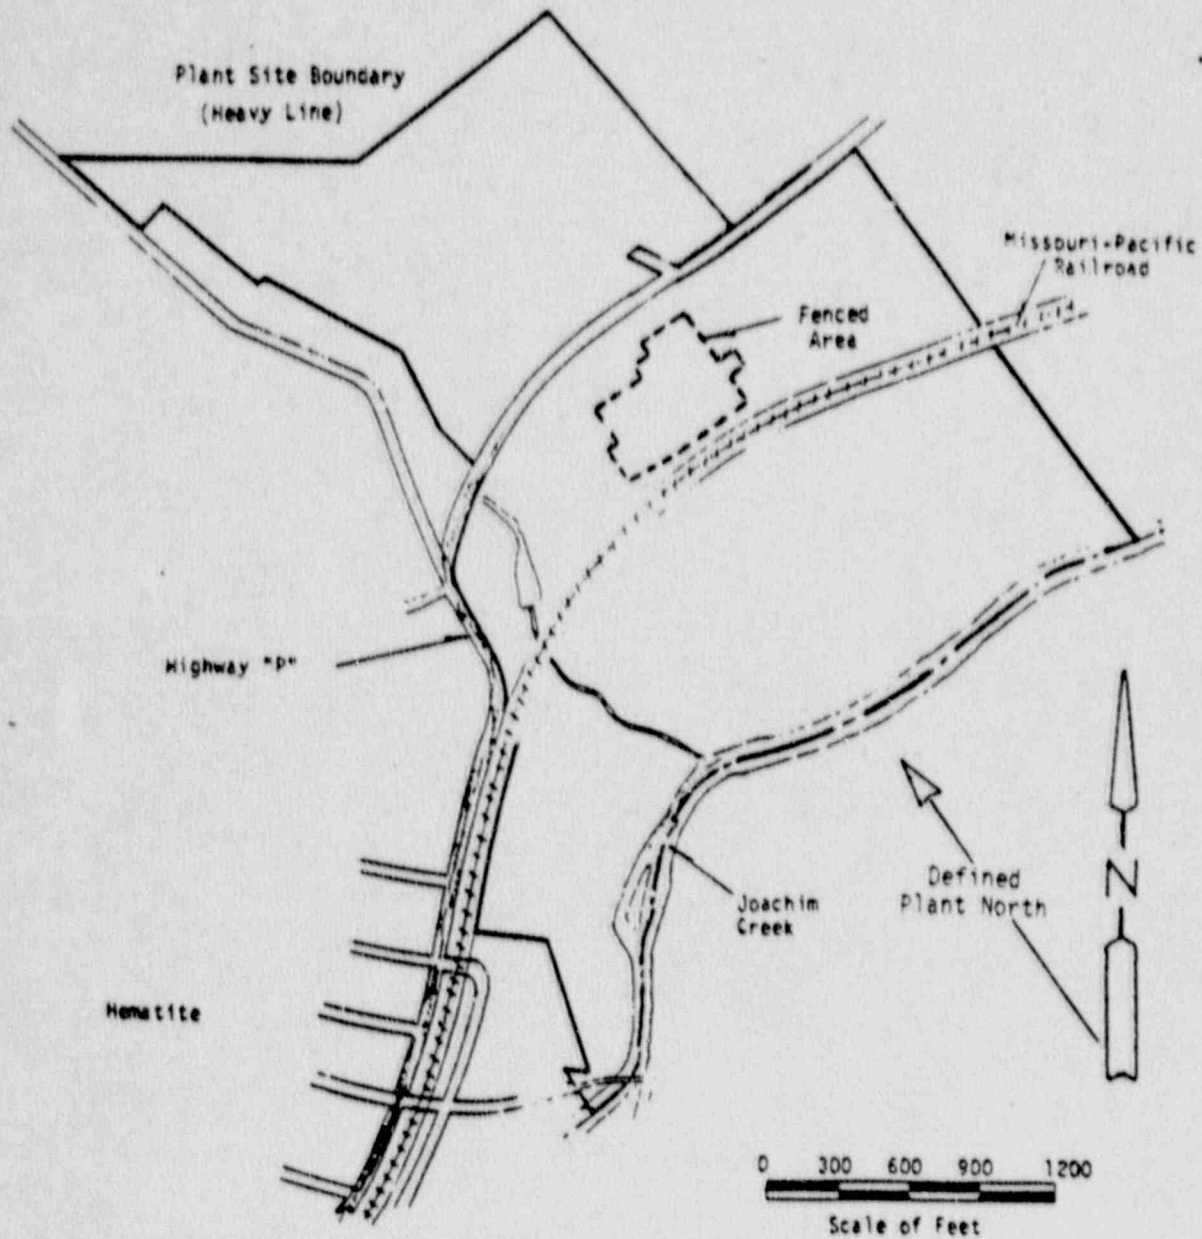 Plant Site Boundary
(Heavy Line)
Missouri-Pacific
Railroad
Fenced
Area
Highway "P"
Defined
Plant North
N
Joachim
Creek
Hematite
0 300 600 900 1200
Scale of Feet